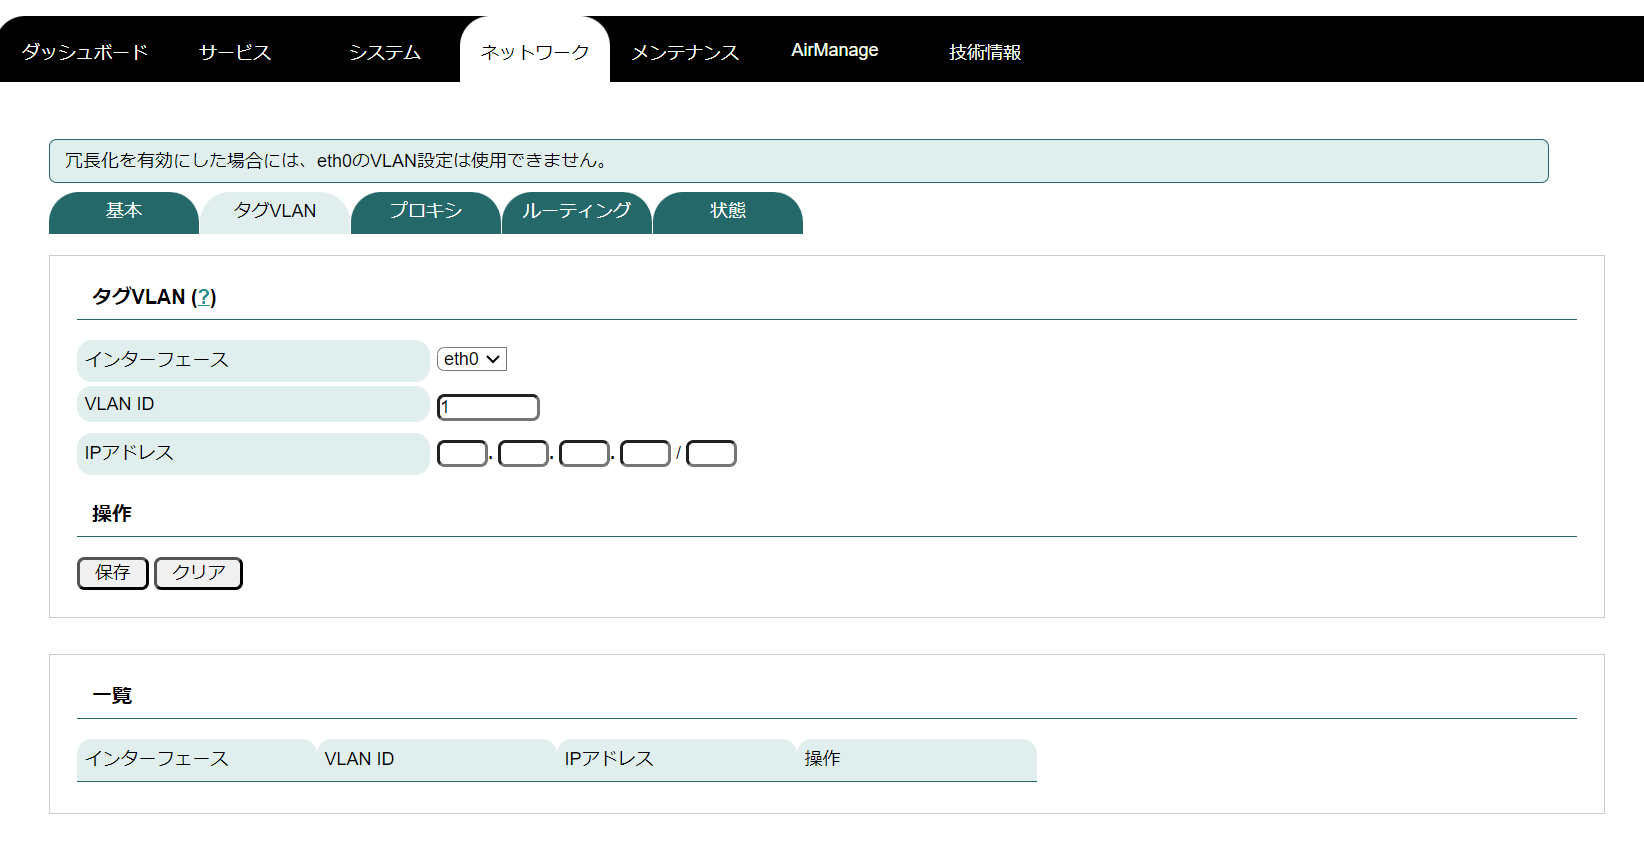 ダッシュボード サービス システム ネットワーク メンテナンス AirManage 技術情報
冗長化を有効にした場合には、eth0のVLAN設定は使用できません。
基本 タグVLAN プロキシ ルーティング 状態
タグVLAN (?)
インターフェース eth0
VLAN ID 1
IPアドレス . . . /
操作
保存 クリア
一覧
インターフェース VLAN ID IPアドレス 操作